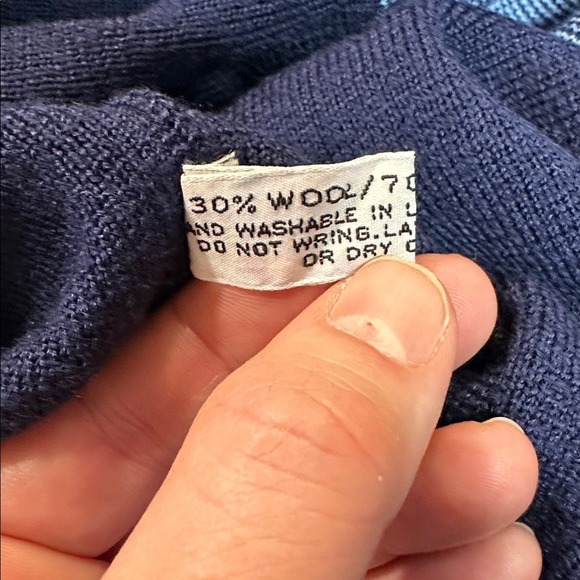 30% WOOL/70
AND WASHABLE IN L
DO NOT WRING.LA
OR DRY C